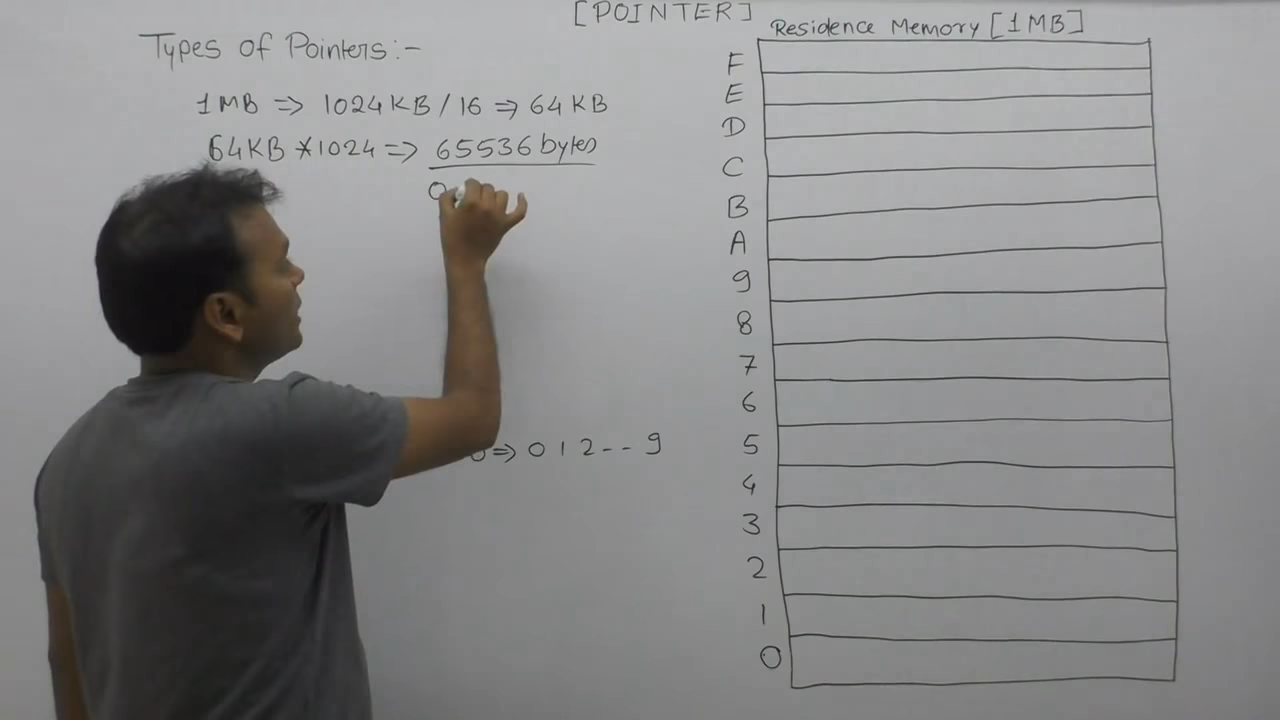 [POINTER]
Types of Pointers:-
1MB => 1024KB/16 => 64KB
64KB *1024 => 65536 bytes
0
=> 0 1 2 -- 9
Residence Memory [1MB]
F
E
D
C
B
A
9
8
7
6
5
4
3
2
1
0